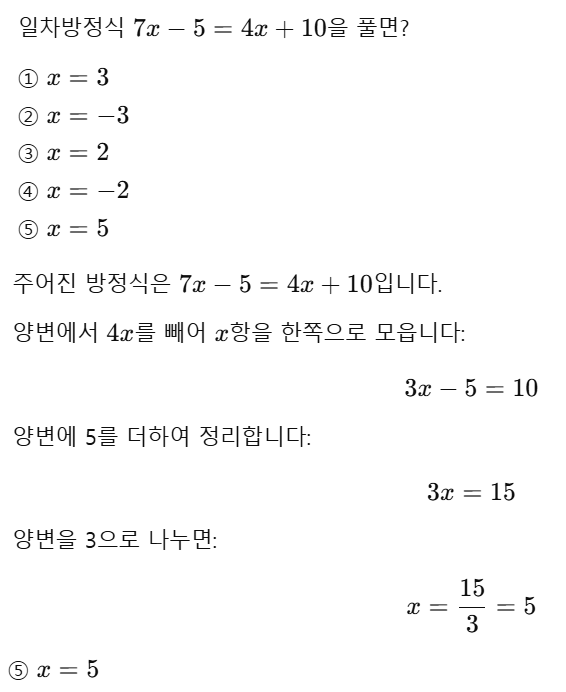 일차방정식 7x − 5 = 4x + 10을 풀면?
① x = 3
② x = −3
③ x = 2
④ x = −2
⑤ x = 5
주어진 방정식은 7x − 5 = 4x + 10입니다.
양변에서 4x를 빼어 x항을 한쪽으로 모읍니다:
3x − 5 = 10
양변에 5를 더하여 정리합니다:
3x = 15
양변을 3으로 나누면:
x = 15/3 = 5
⑤ x = 5